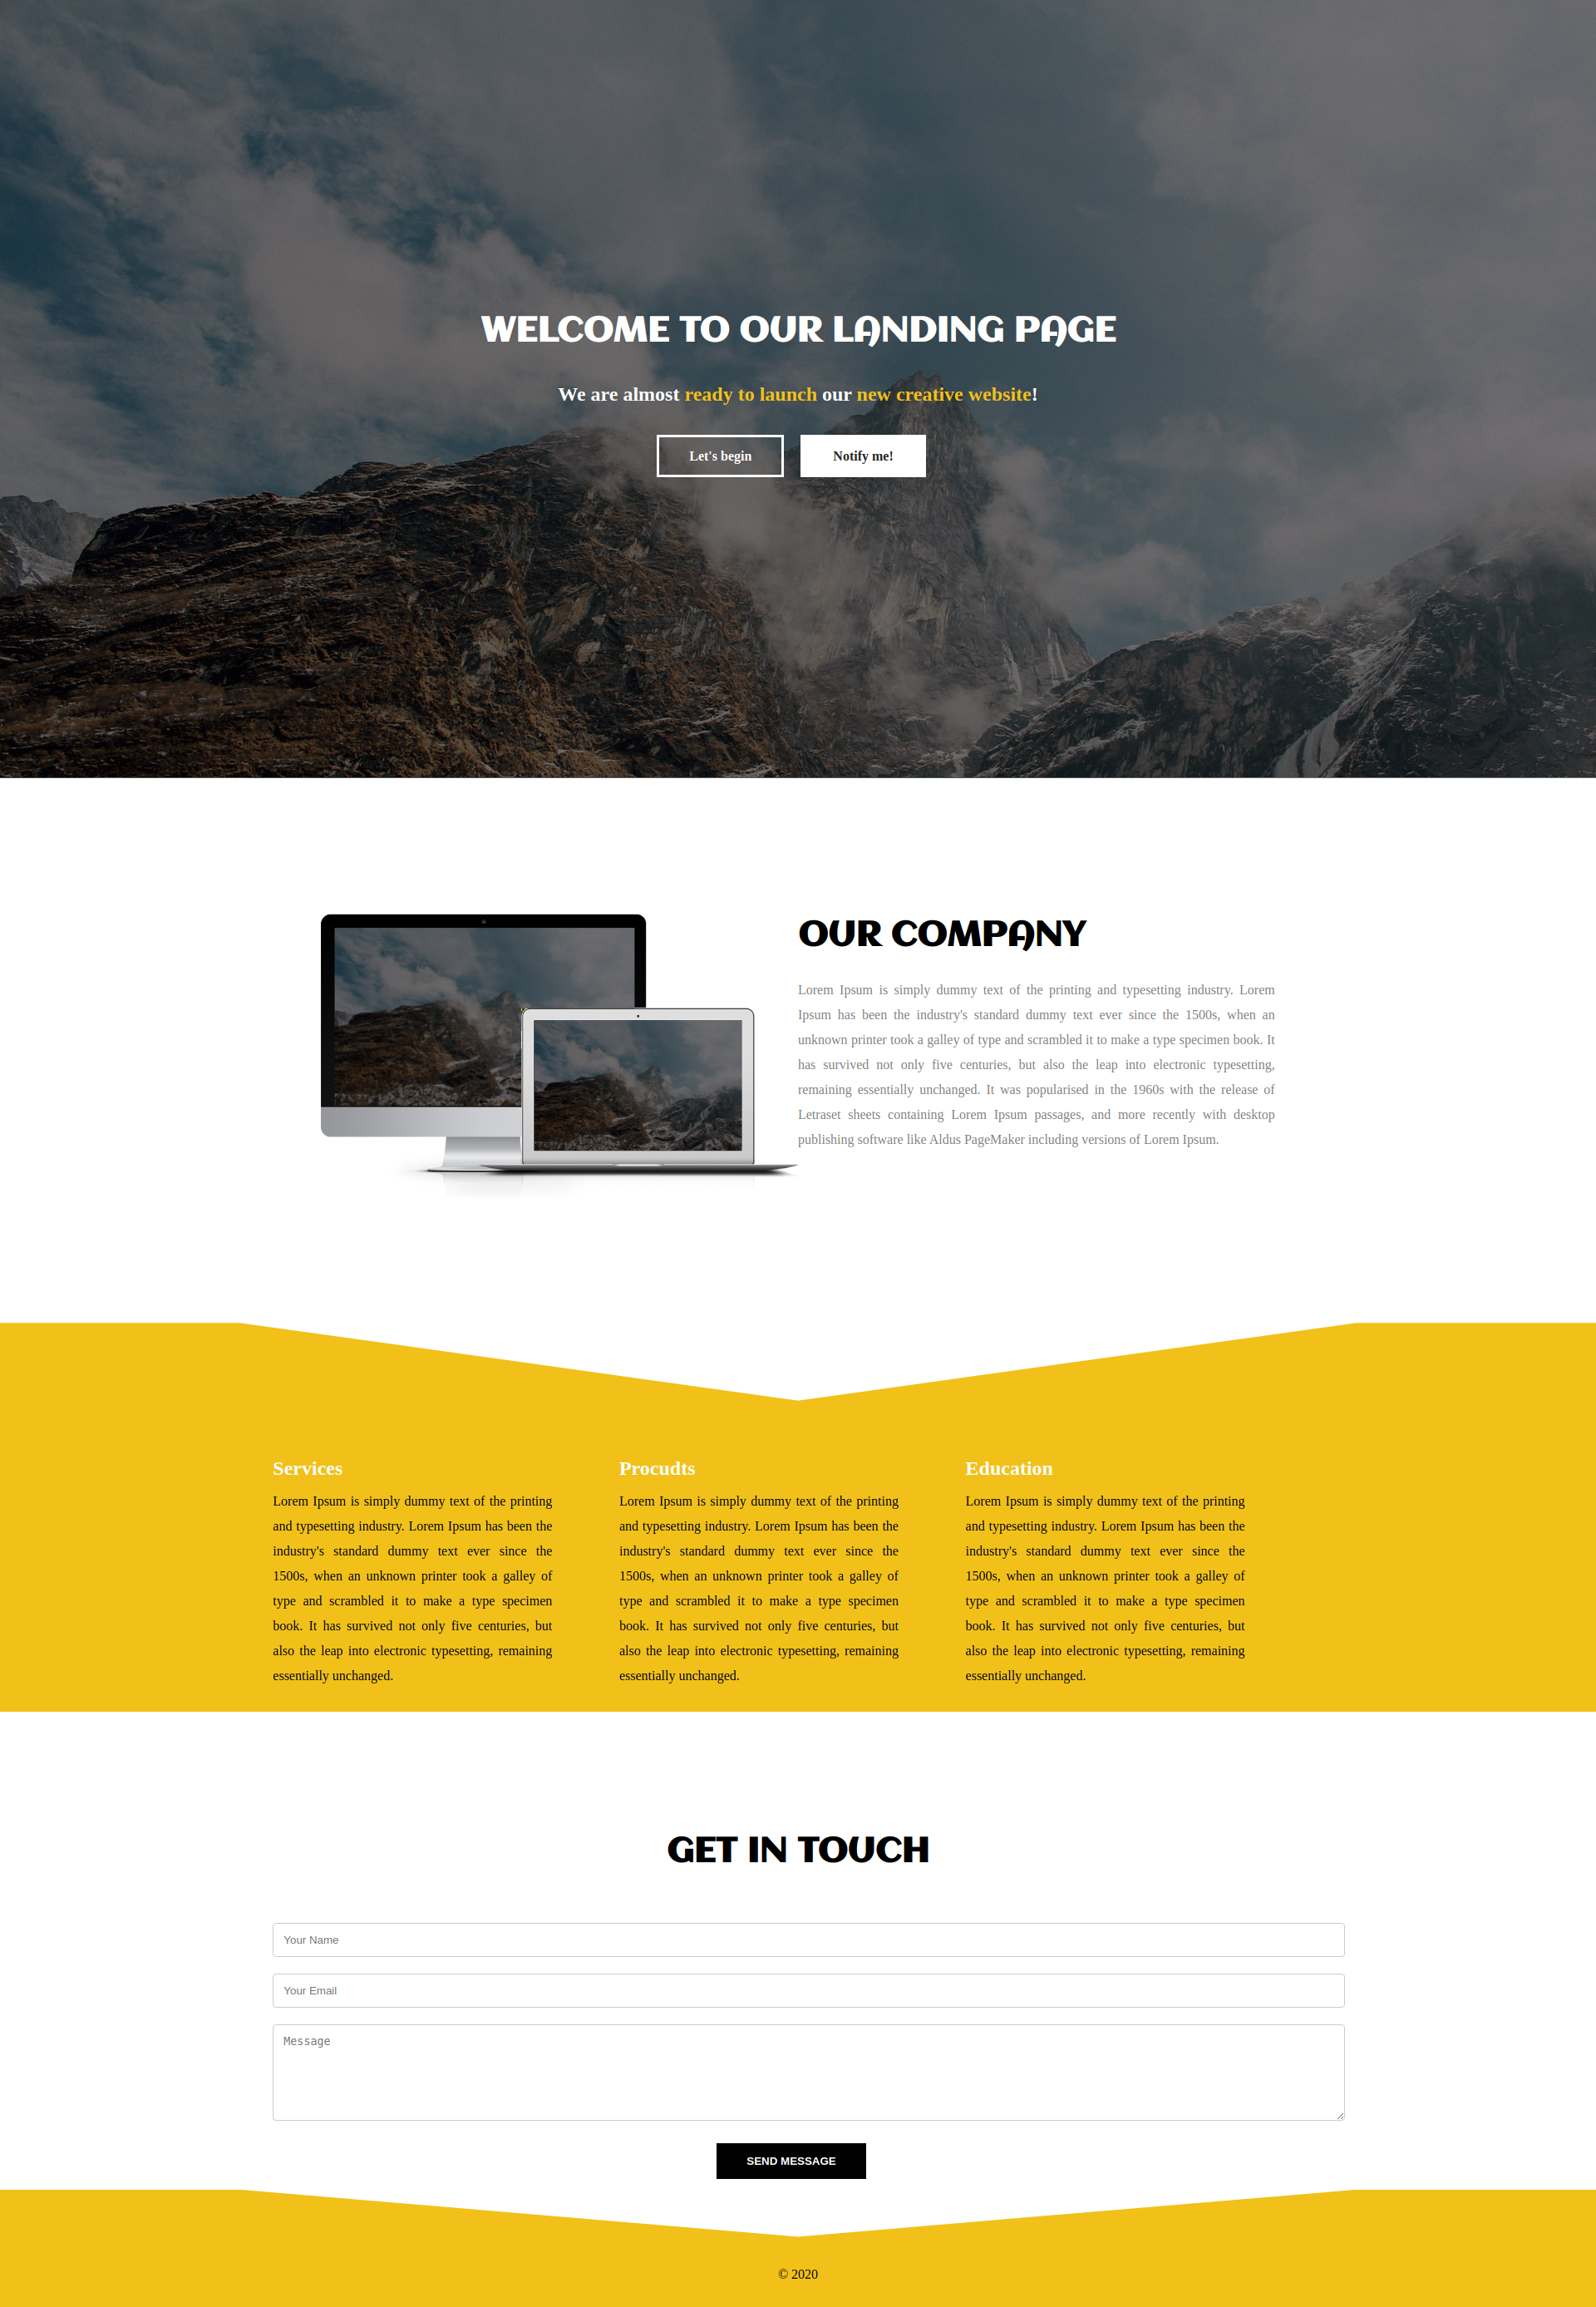 WELCOME TO OUR LANDING PAGE
We are almost ready to launch our new creative website!
Let's begin
Notify me!
OUR COMPANY
Lorem Ipsum is simply dummy text of the printing and typesetting industry. Lorem
Ipsum has been the industry's standard dummy text ever since the 1500s, when an
unknown printer took a galley of type and scrambled it to make a type specimen book. It
has survived not only five centuries, but also the leap into electronic typesetting,
remaining essentially unchanged. It was popularised in the 1960s with the release of
Letraset sheets containing Lorem Ipsum passages, and more recently with desktop
publishing software like Aldus PageMaker including versions of Lorem Ipsum.
Services
Lorem Ipsum is simply dummy text of the printing
and typesetting industry. Lorem Ipsum has been the
industry's standard dummy text ever since the
1500s, when an unknown printer took a galley of
type and scrambled it to make a type specimen
book. It has survived not only five centuries, but
also the leap into electronic typesetting, remaining
essentially unchanged.
Procudts
Lorem Ipsum is simply dummy text of the printing
and typesetting industry. Lorem Ipsum has been the
industry's standard dummy text ever since the
1500s, when an unknown printer took a galley of
type and scrambled it to make a type specimen
book. It has survived not only five centuries, but
also the leap into electronic typesetting, remaining
essentially unchanged.
Education
Lorem Ipsum is simply dummy text of the printing
and typesetting industry. Lorem Ipsum has been the
industry's standard dummy text ever since the
1500s, when an unknown printer took a galley of
type and scrambled it to make a type specimen
book. It has survived not only five centuries, but
also the leap into electronic typesetting, remaining
essentially unchanged.
GET IN TOUCH
Your Name
Your Email
Message
SEND MESSAGE
© 2020